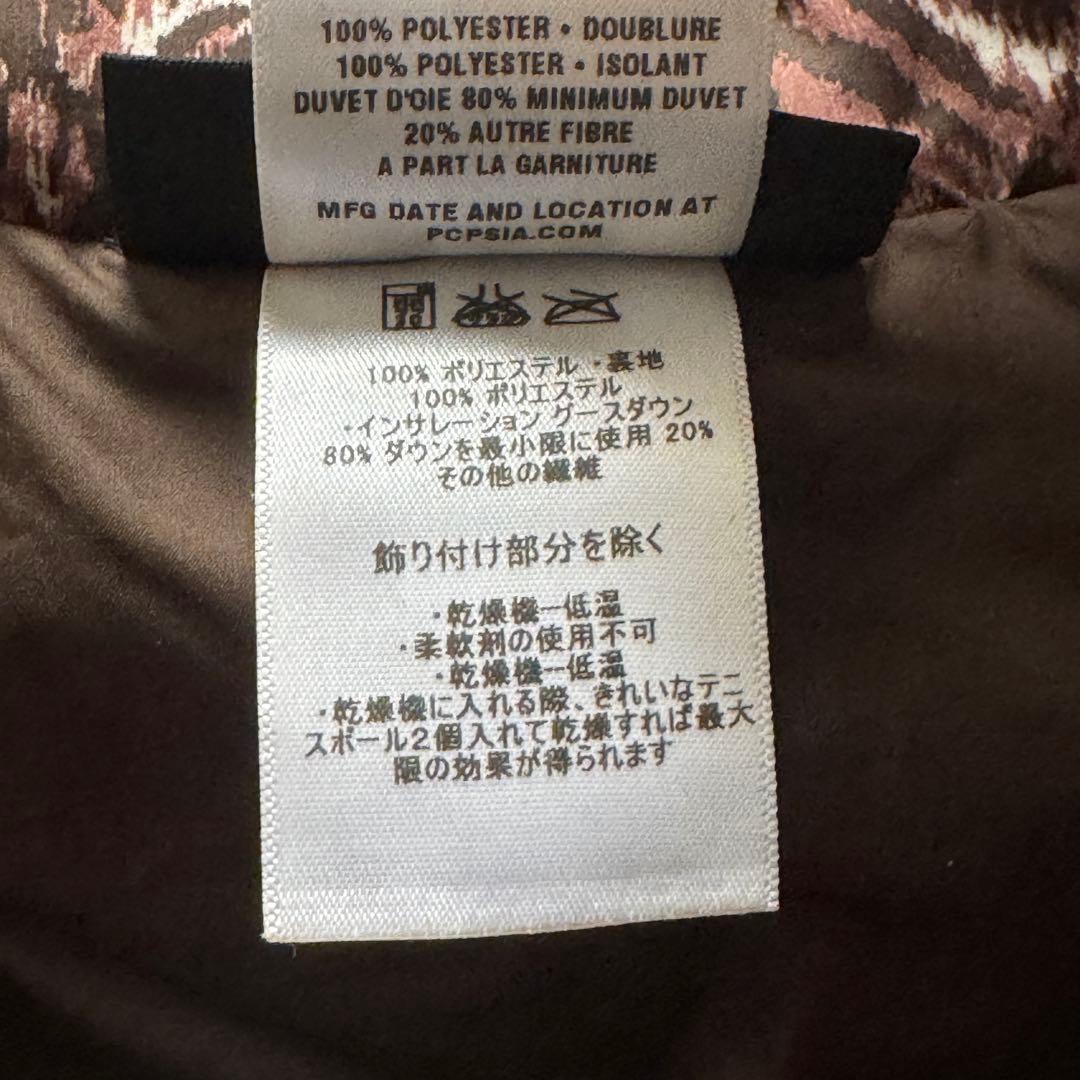 100% POLYESTER • DOUBLURE
100% POLYESTER • ISOLANT
DUVET D'OIE 80% MINIMUM DUVET
20% AUTRE FIBRE
A PART LA GARNITURE
MFG DATE AND LOCATION AT
PCPSIA.COM
100% ポリエステル ・裏地
100% ポリエステル
・インサレーション グースダウン
80% ダウンを最小限に使用 20%
その他の繊維
飾り付け部分を除く
・乾燥機ー低温
・柔軟剤の使用不可
・乾燥機ー低温
・乾燥機に入れる際、きれいなテニ
スボール2個入れて乾燥すれば最大
限の効果が得られます